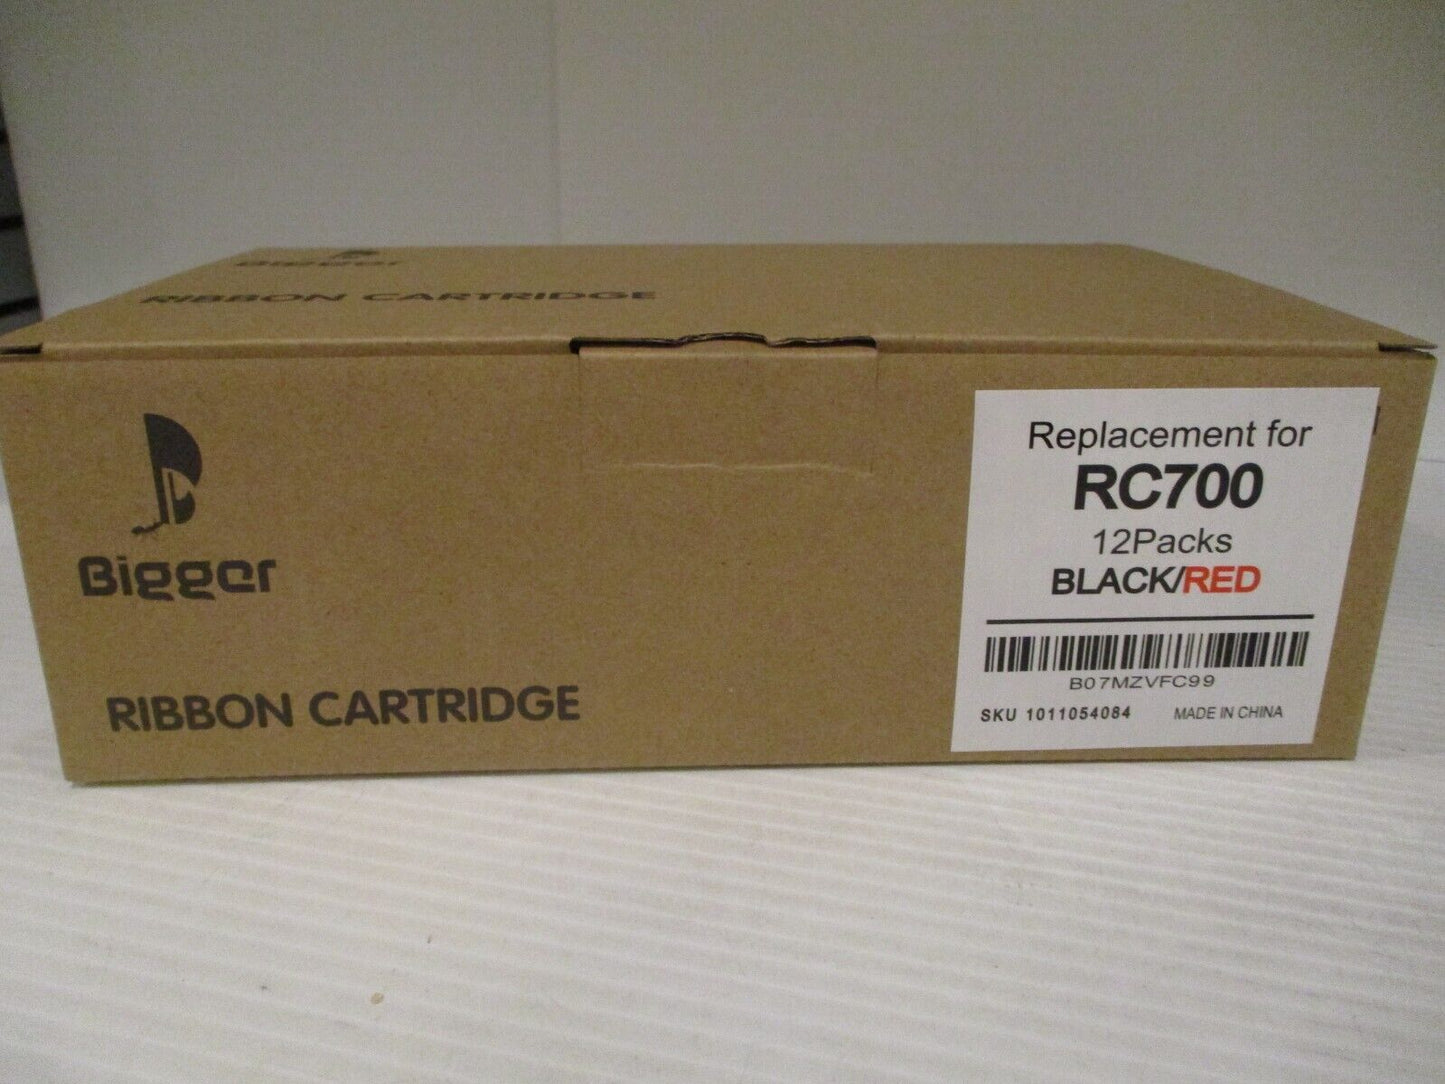 Bigger
RIBBON CARTRIDGE
Bigger
RIBBON CARTRIDGE
Replacement for
RC700
12Packs
BLACK/RED
B07MZVFC99
SKU 1011054084 MADE IN CHINA